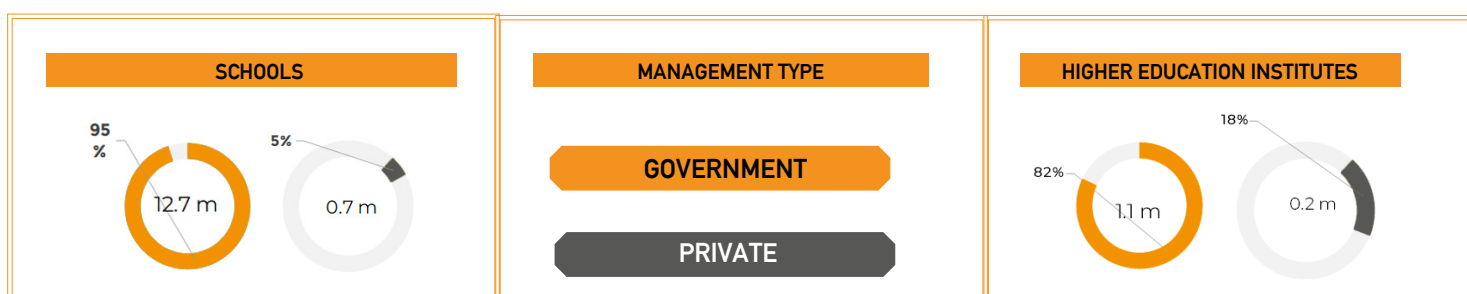 SCHOOLS
95
%
5%
12.7 m
0.7 m
MANAGEMENT TYPE
GOVERNMENT
PRIVATE
HIGHER EDUCATION INSTITUTES
18%
82%
1.1 m
0.2 m